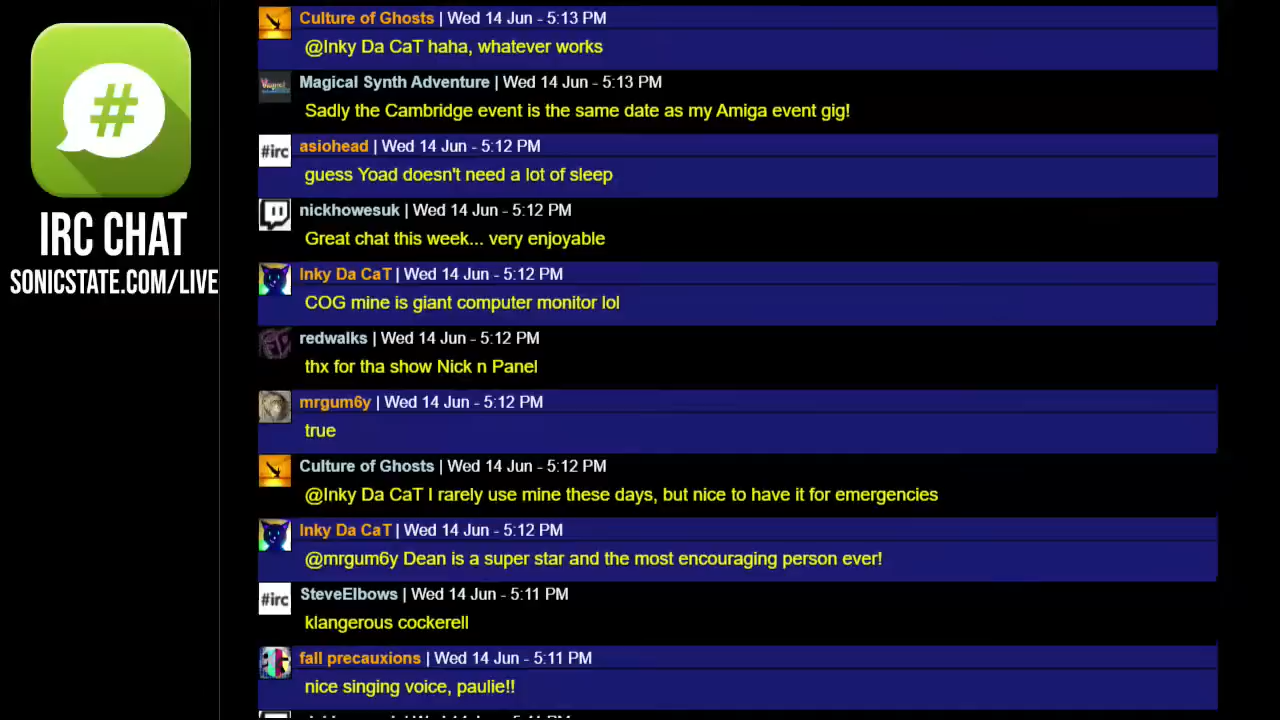 #
IRC CHAT
SONICSTATE.COM/LIVE
Culture of Ghosts | Wed 14 Jun - 5:13 PM
@Inky Da CaT haha, whatever works
Magical Synth Adventure | Wed 14 Jun - 5:13 PM
Sadly the Cambridge event is the same date as my Amiga event gig!
#irc
asiohead | Wed 14 Jun - 5:12 PM
guess Yoad doesn't need a lot of sleep
nickhowesuk | Wed 14 Jun - 5:12 PM
Great chat this week... very enjoyable
Inky Da CaT | Wed 14 Jun - 5:12 PM
COG mine is giant computer monitor lol
redwalks | Wed 14 Jun - 5:12 PM
thx for tha show Nick n Panel
mrgum6y | Wed 14 Jun - 5:12 PM
true
Culture of Ghosts | Wed 14 Jun - 5:12 PM
@Inky Da CaT I rarely use mine these days, but nice to have it for emergencies
Inky Da CaT | Wed 14 Jun - 5:12 PM
@mrgum6y Dean is a super star and the most encouraging person ever!
#irc
SteveElbows | Wed 14 Jun - 5:11 PM
klangerous cockerell
fall precauxions | Wed 14 Jun - 5:11 PM
nice singing voice, paulie!!